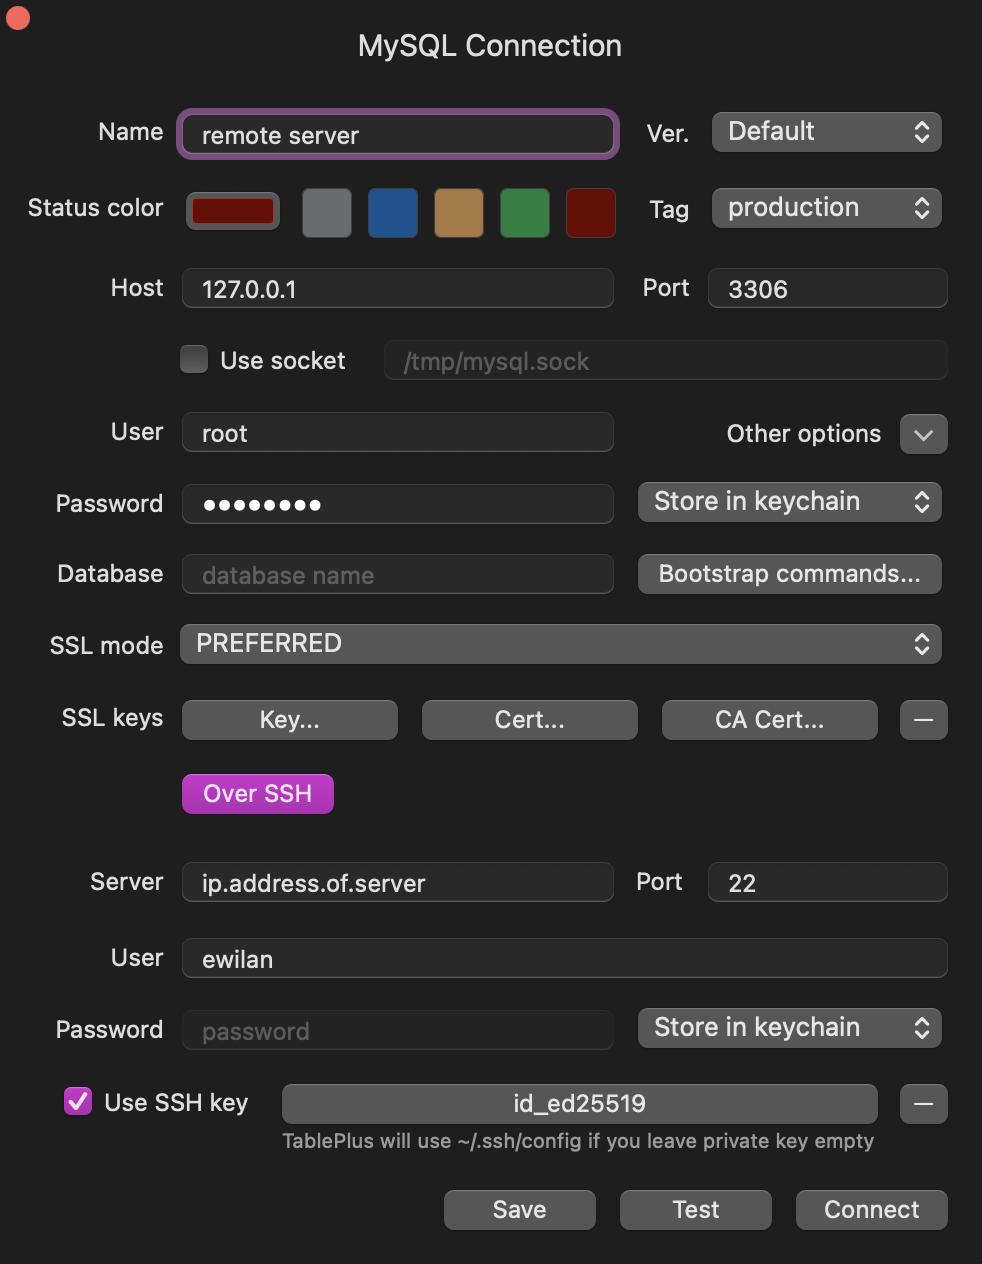 MySQL Connection
Name remote server Ver. Default
Status color Tag production
Host 127.0.0.1 Port 3306
Use socket /tmp/mysql.sock
User root Other options
Password •••••••• Store in keychain
Database database name Bootstrap commands...
SSL mode PREFERRED
SSL keys Key... Cert... CA Cert...
Over SSH
Server ip.address.of.server Port 22
User ewilan
Password password Store in keychain
Use SSH key id_ed25519
TablePlus will use ~/.ssh/config if you leave private key empty
Save Test Connect